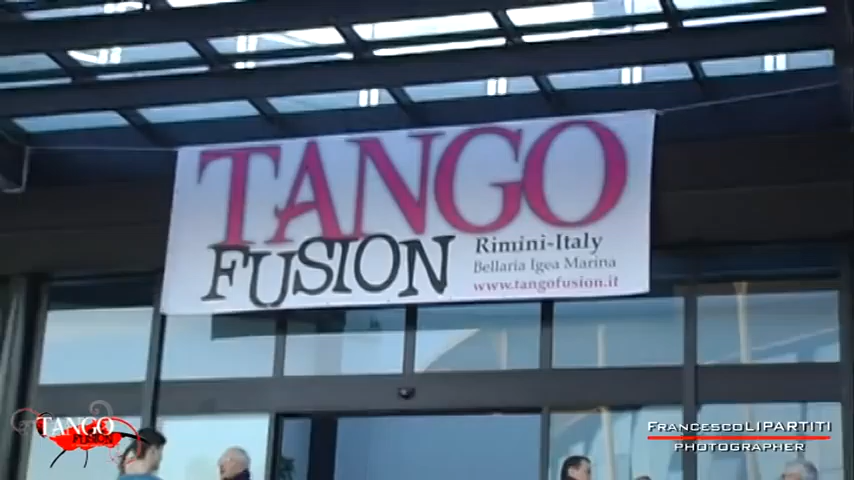 TANGO
FUSION
Rimini-Italy
Bellaria Igea Marina
www.tangofusion.it
TANGO
FUSION
FRANCESCOLIPARTITI
PHOTOGRAPHER